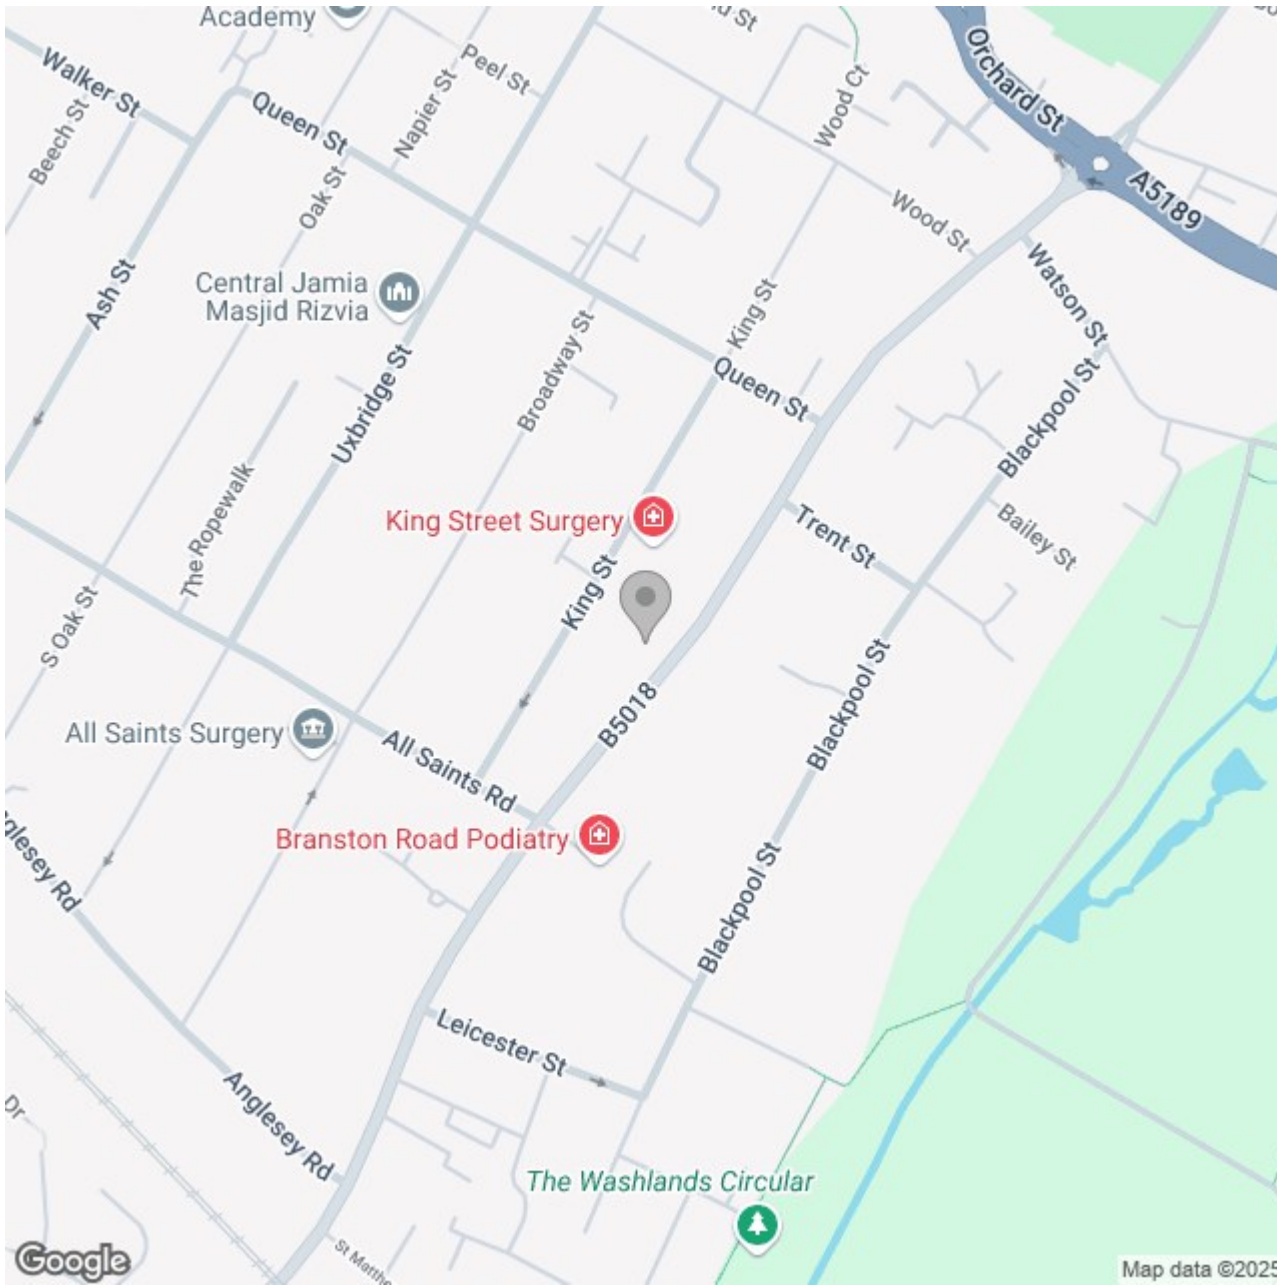 Academy
Walker St
Beech St
Queen St
Napier St
Peel St
Oak St
Wood Ct
Orchard St
A5189
Wood St
Watson St
Ash St
Central Jamia
Masjid Rizvia
Uxbridge St
Broadway St
King St
Queen St
Blackpool St
The Ropewalk
King Street Surgery
Trent St
Bailey St
S Oak St
King St
B5018
Blackpool St
All Saints Surgery
All Saints Rd
Branston Road Podiatry
glesey Rd
Blackpool St
Leicester St
Anglesey Rd
Dr
The Washlands Circular
St Matthe
Google
Map data ©2025